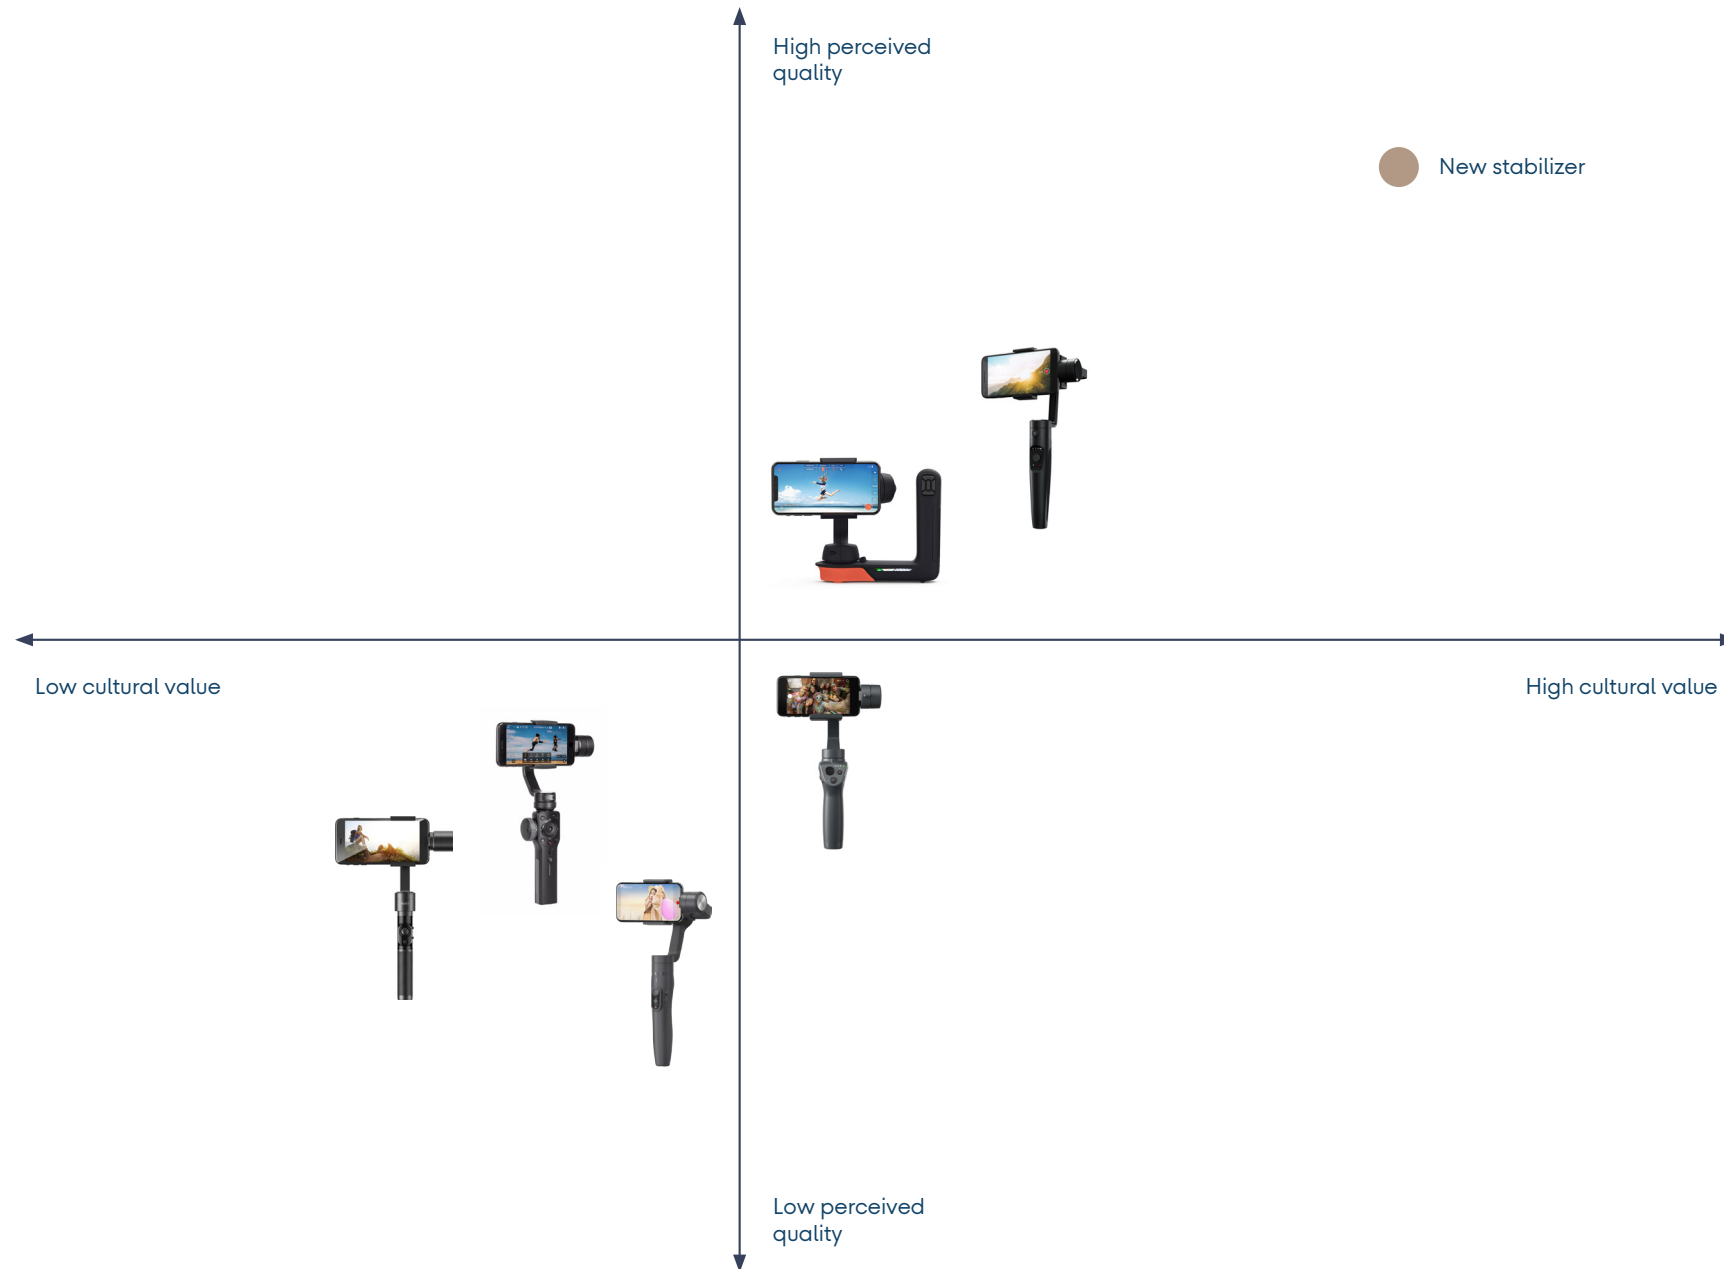 High perceived
quality
New stabilizer
Low cultural value
High cultural value
Low perceived
quality